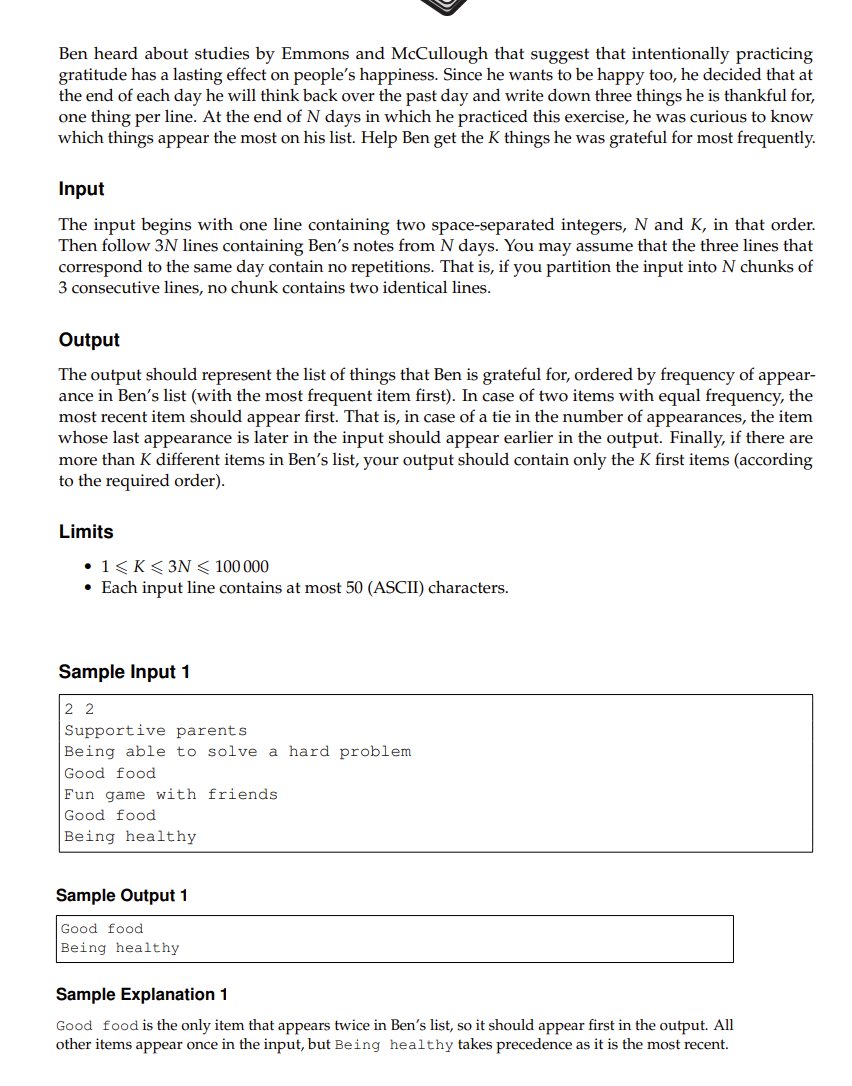 Ben heard about studies by Emmons and McCullough that suggest that intentionally practicing
gratitude has a lasting effect on people's happiness. Since he wants to be happy too, he decided that at
the end of each day he will think back over the past day and write down three things he is thankful for,
one thing per line. At the end of N days in which he practiced this exercise, he was curious to know
which things appear the most on his list. Help Ben get the K things he was grateful for most frequently.
Input
The input begins with one line containing two space-separated integers, N and K, in that order.
Then follow 3N lines containing Ben's notes from N days. You may assume that the three lines that
correspond to the same day contain no repetitions. That is, if you partition the input into N chunks of
3 consecutive lines, no chunk contains two identical lines.
Output
The output should represent the list of things that Ben is grateful for, ordered by frequency of appear-
ance in Ben's list (with the most frequent item first). In case of two items with equal frequency, the
most recent item should appear first. That is, in case of a tie in the number of appearances, the item
whose last appearance is later in the input should appear earlier in the output. Finally, if there are
more than K different items in Ben's list, your output should contain only the K first items (according
to the required order).
Limits
• 1 ⩽ K ⩽ 3N ⩽ 100 000
• Each input line contains at most 50 (ASCII) characters.
Sample Input 1
2 2
Supportive parents
Being able to solve a hard problem
Good food
Fun game with friends
Good food
Being healthy
Sample Output 1
Good food
Being healthy
Sample Explanation 1
Good food is the only item that appears twice in Ben's list, so it should appear first in the output. All
other items appear once in the input, but Being healthy takes precedence as it is the most recent.